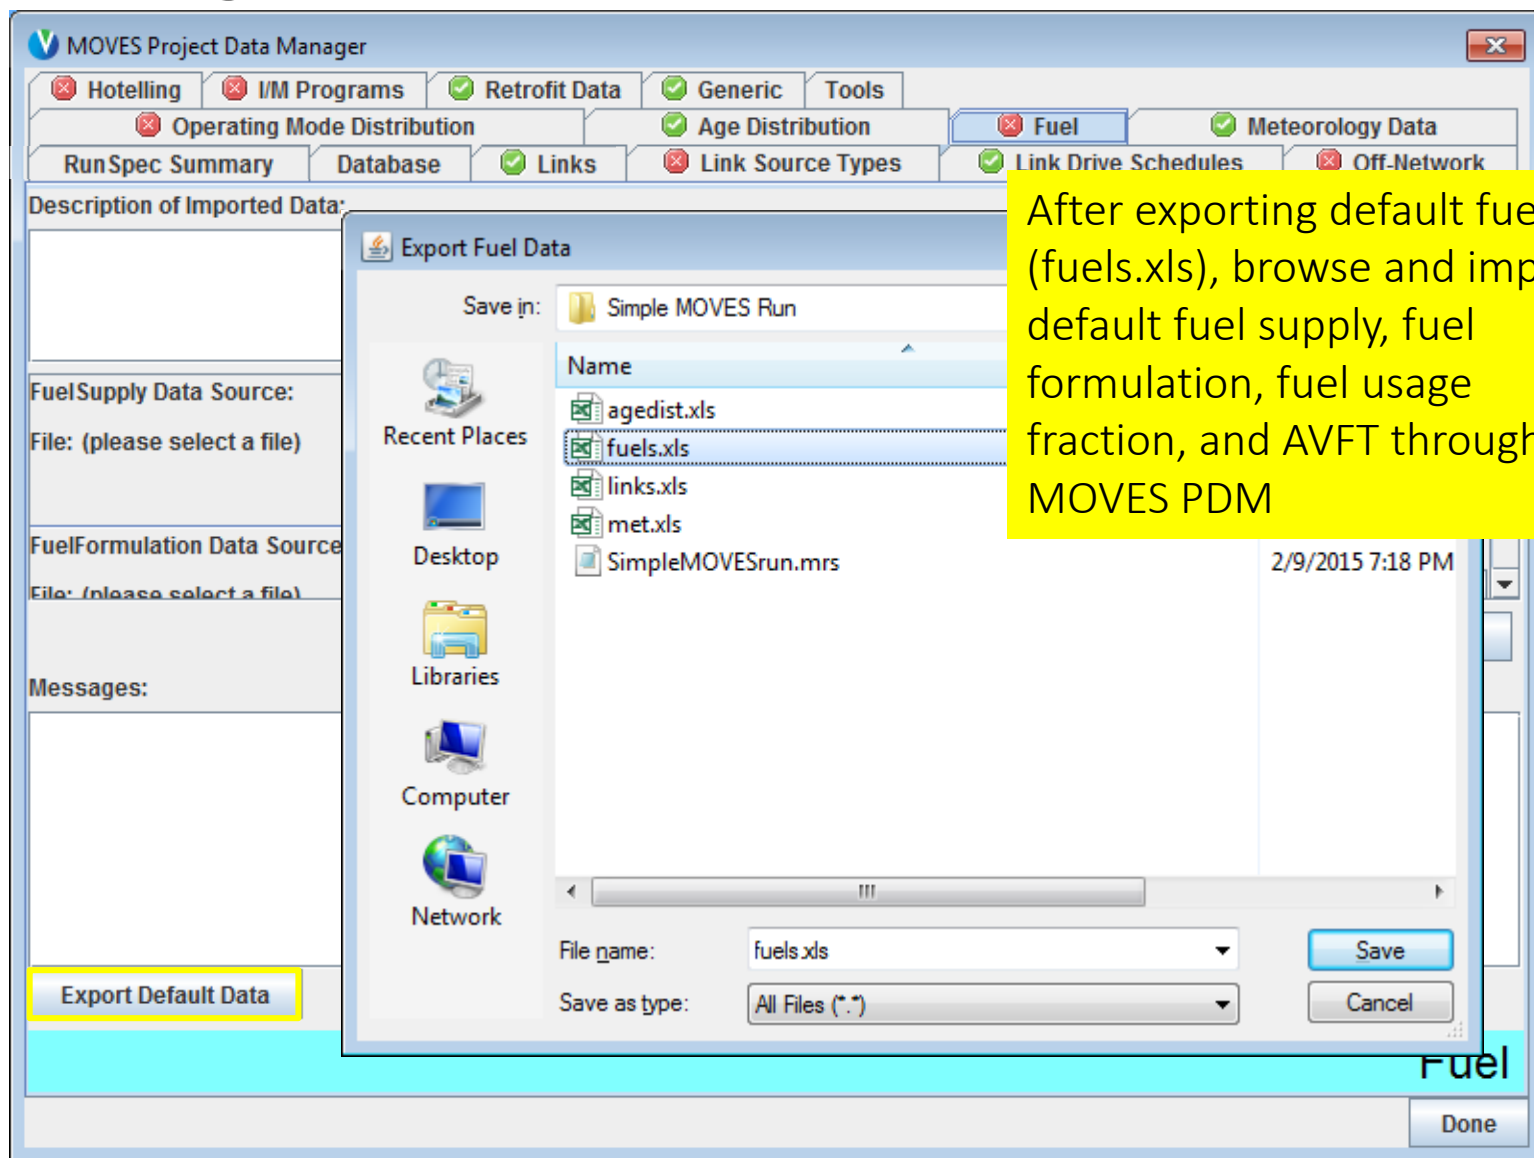 MOVES Project Data Manager
Hotelling I/M Programs Retrofit Data Generic Tools
Operating Mode Distribution Age Distribution Fuel Meteorology Data
RunSpec Summary Database Links Link Source Types Link Drive Schedules Off-Network
Description of Imported Data:
FuelSupply Data Source:
File: (please select a file)
FuelFormulation Data Source
File: (please select a file)
Messages:
Export Default Data
Export Fuel Data
Save in: Simple MOVES Run
Recent Places
Desktop
Libraries
Computer
Network
Name
agedist.xls
fuels.xls
links.xls
met.xls
SimpleMOVESrun.mrs 2/9/2015 7:18 PM
File name: fuels.xls Save
Save as type: All Files (*.*) Cancel
After exporting default fue
(fuels.xls), browse and imp
default fuel supply, fuel
formulation, fuel usage
fraction, and AVFT through
MOVES PDM
Fuel
Done